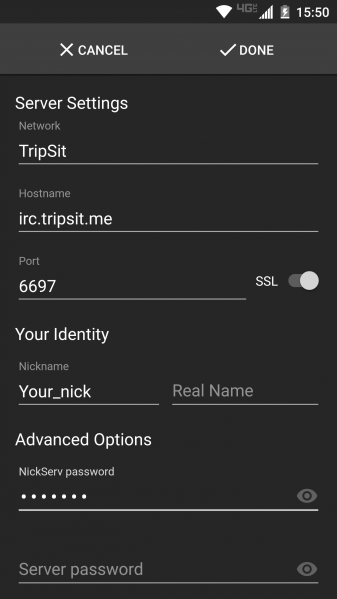 4G 15:50
CANCEL DONE
Server Settings
Network
TripSit
Hostname
irc.tripsit.me
Port
6697 SSL
Your Identity
Nickname
Your_nick Real Name
Advanced Options
NickServ password
•••••••
Server password